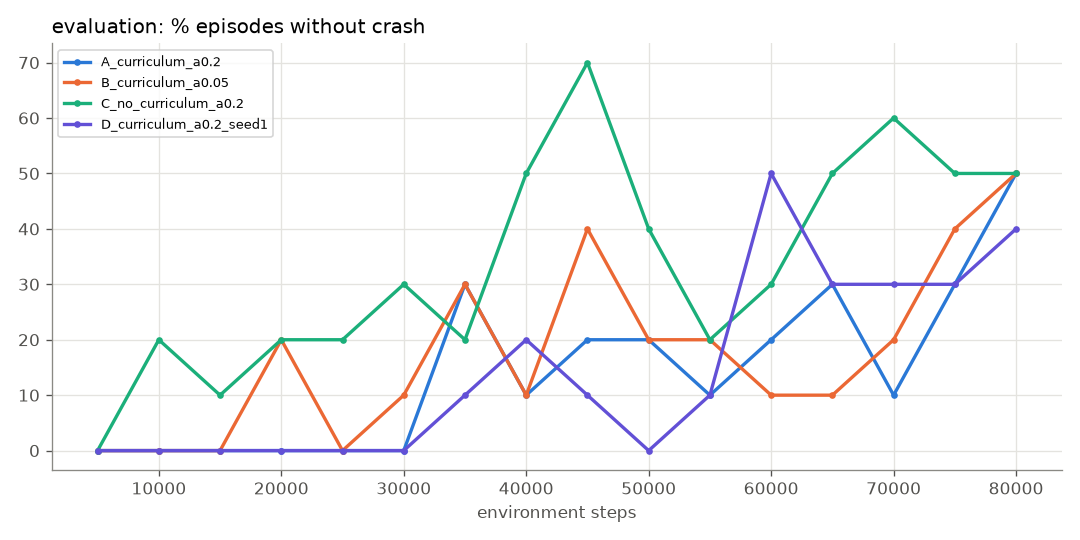 evaluation: % episodes without crash
A_curriculum_a0.2
B_curriculum_a0.05
C_no_curriculum_a0.2
D_curriculum_a0.2_seed1
70
60
50
40
30
20
10
0
10000 20000 30000 40000 50000 60000 70000 80000
environment steps